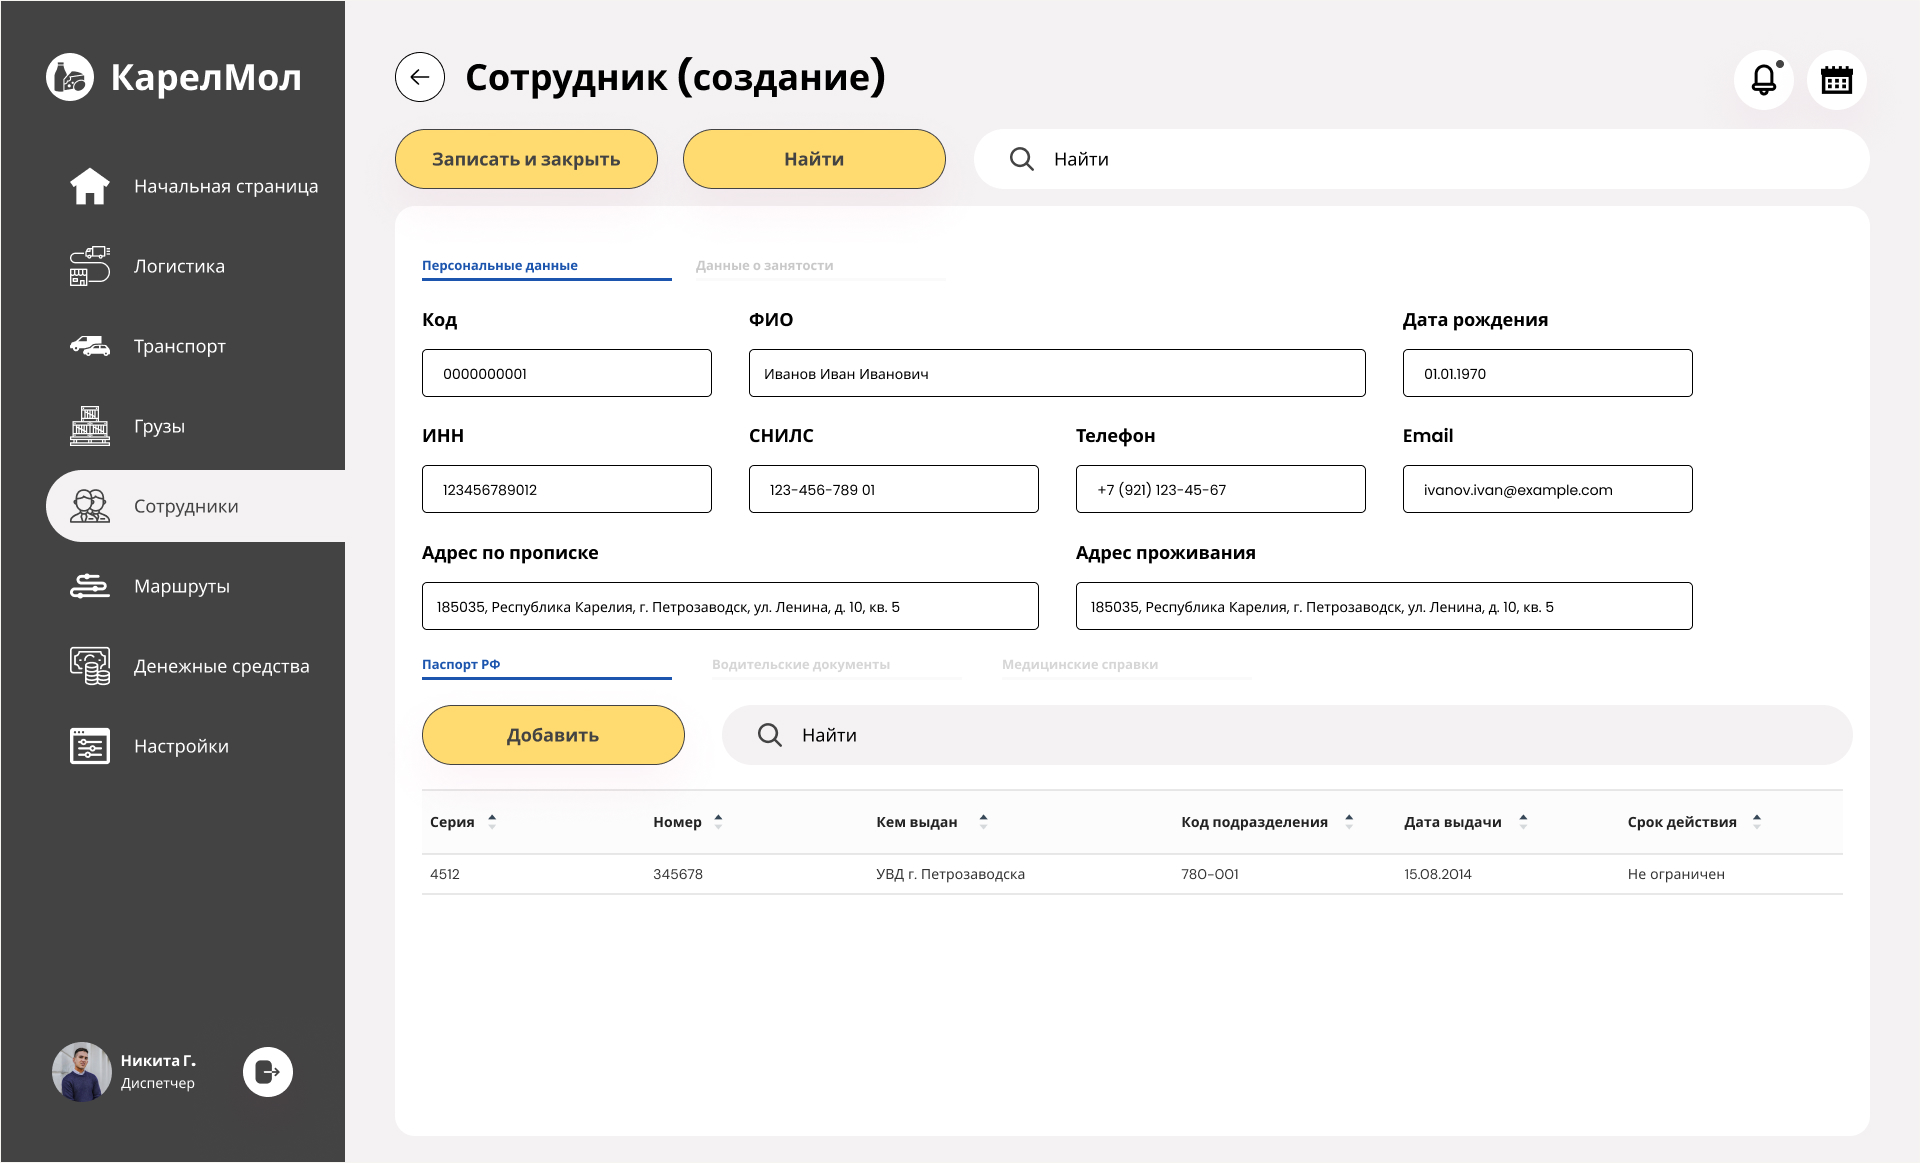 КарелМол
Начальная страница
Логистика
Транспорт
Грузы
Сотрудники
Маршруты
Денежные средства
Настройки
Никита Г.
Диспетчер
Сотрудник (создание)
Записать и закрыть
Найти
Найти
Персональные данные
Данные о занятости
Код
ФИО
Дата рождения
0000000001
Иванов Иван Иванович
01.01.1970
ИНН
СНИЛС
Телефон
Email
123456789012
123-456-789 01
+7 (921) 123-45-67
ivanov.ivan@example.com
Адрес по прописке
Адрес проживания
185035, Республика Карелия, г. Петрозаводск, ул. Ленина, д. 10, кв. 5
185035, Республика Карелия, г. Петрозаводск, ул. Ленина, д. 10, кв. 5
Паспорт РФ
Водительские документы
Медицинские справки
Добавить
Найти
Серия
Номер
Кем выдан
Код подразделения
Дата выдачи
Срок действия
4512
345678
УВД г. Петрозаводска
780-001
15.08.2014
Не ограничен